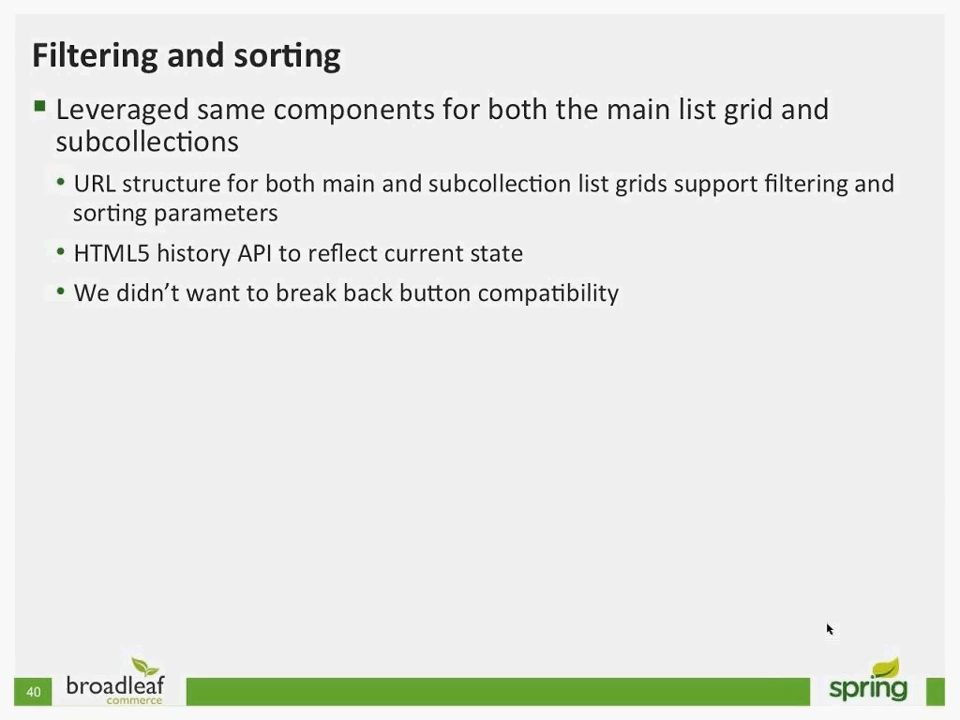 Filtering and sorting
Leveraged same components for both the main list grid and
subcollections
URL structure for both main and subcollection list grids support filtering and
sorting parameters
HTML5 history API to reflect current state
We didn’t want to break back button compatibility
40
broadleaf
commerce
spring